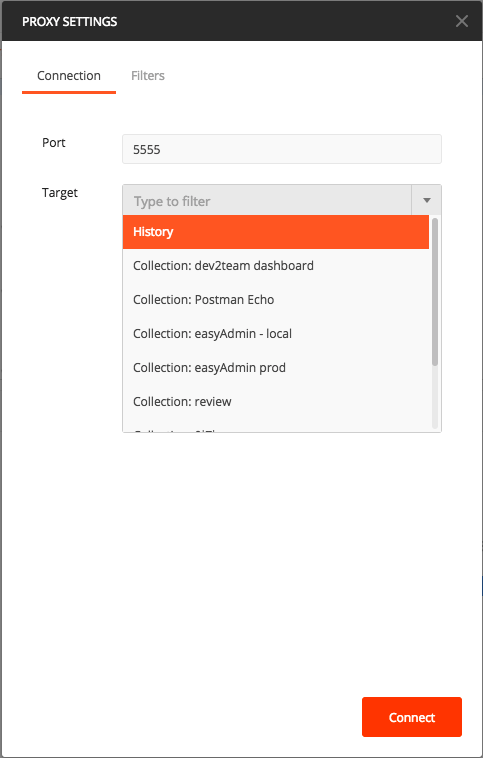 PROXY SETTINGS
Connection Filters
Port 5555
Target Type to filter
History
Collection: dev2team dashboard
Collection: Postman Echo
Collection: easyAdmin - local
Collection: easyAdmin prod
Collection: review
Connect